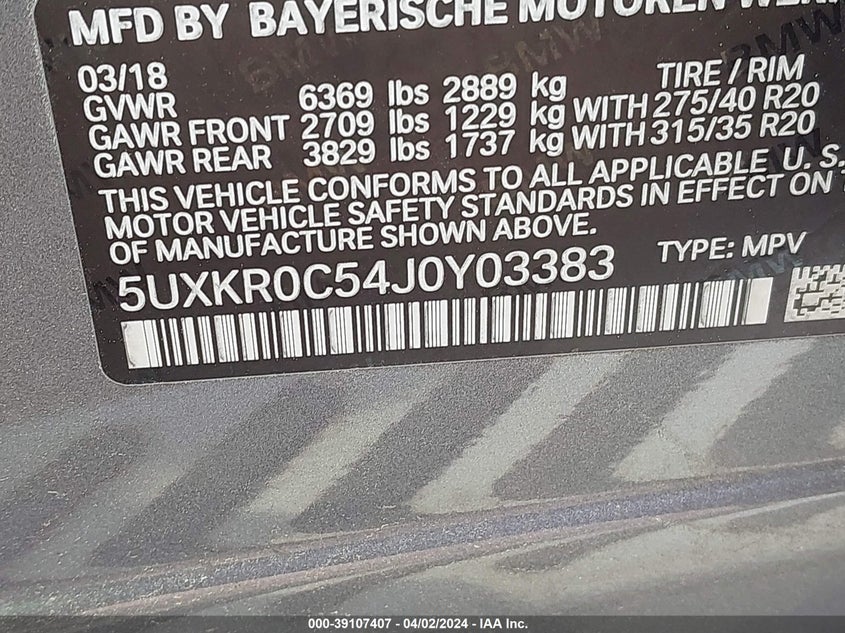 MFD BY BAYERISCHE MOTOREN
03/18 TIRE / RIM
GVWR 6369 lbs 2889 kg
GAWR FRONT 2709 lbs 1229 kg WITH 275/40 R20
GAWR REAR 3829 lbs 1737 kg WITH 315/35 R20
THIS VEHICLE CONFORMS TO ALL APPLICABLE U. S.
MOTOR VEHICLE SAFETY STANDARDS IN EFFECT ON
OF MANUFACTURE SHOWN ABOVE.
5UXKR0C54J0Y03383 TYPE: MPV
000-39107407 - 04/02/2024 - IAA Inc.